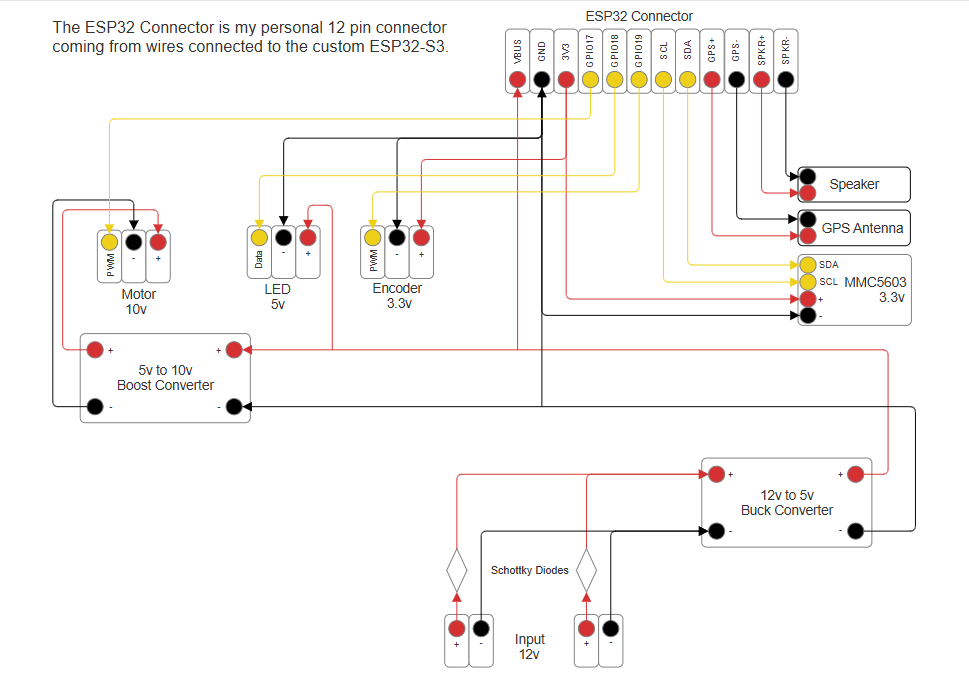 The ESP32 Connector is my personal 12 pin connector
coming from wires connected to the custom ESP32-S3.
ESP32 Connector
VBUS
GND
3V3
GPIO17
GPIO18
GPIO19
SCL
SDA
GPS+
GPS-
SPKR+
SPKR-
Speaker
GPS Antenna
SDA
SCL
MMC5603
3.3v
+
-
PWM
-
+
Motor
10v
Data
-
+
LED
5v
PWM
-
+
Encoder
3.3v
+
+
5v to 10v
Boost Converter
-
-
+
+
12v to 5v
Buck Converter
-
-
Schottky Diodes
+
-
Input
12v
+
-